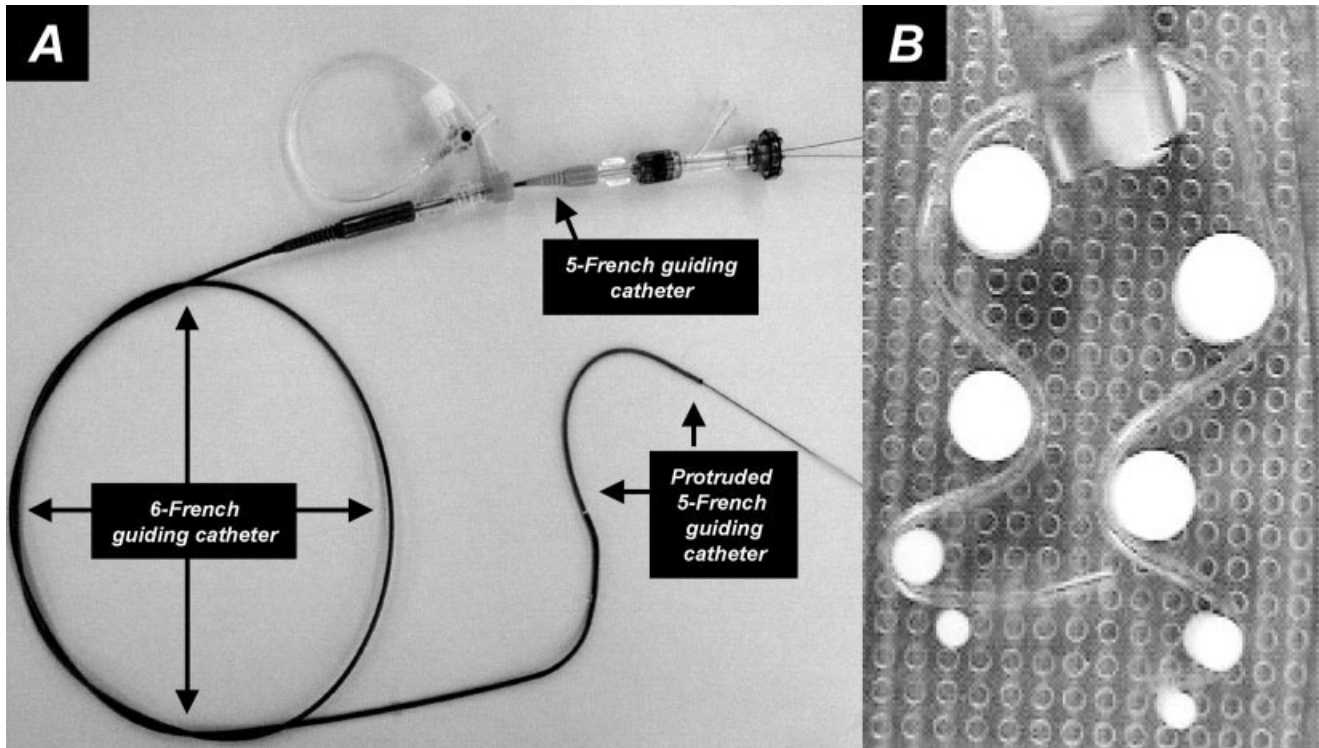 A
B
5-French guiding
catheter
6-French
guiding catheter
Protruded
5-French
guiding
catheter